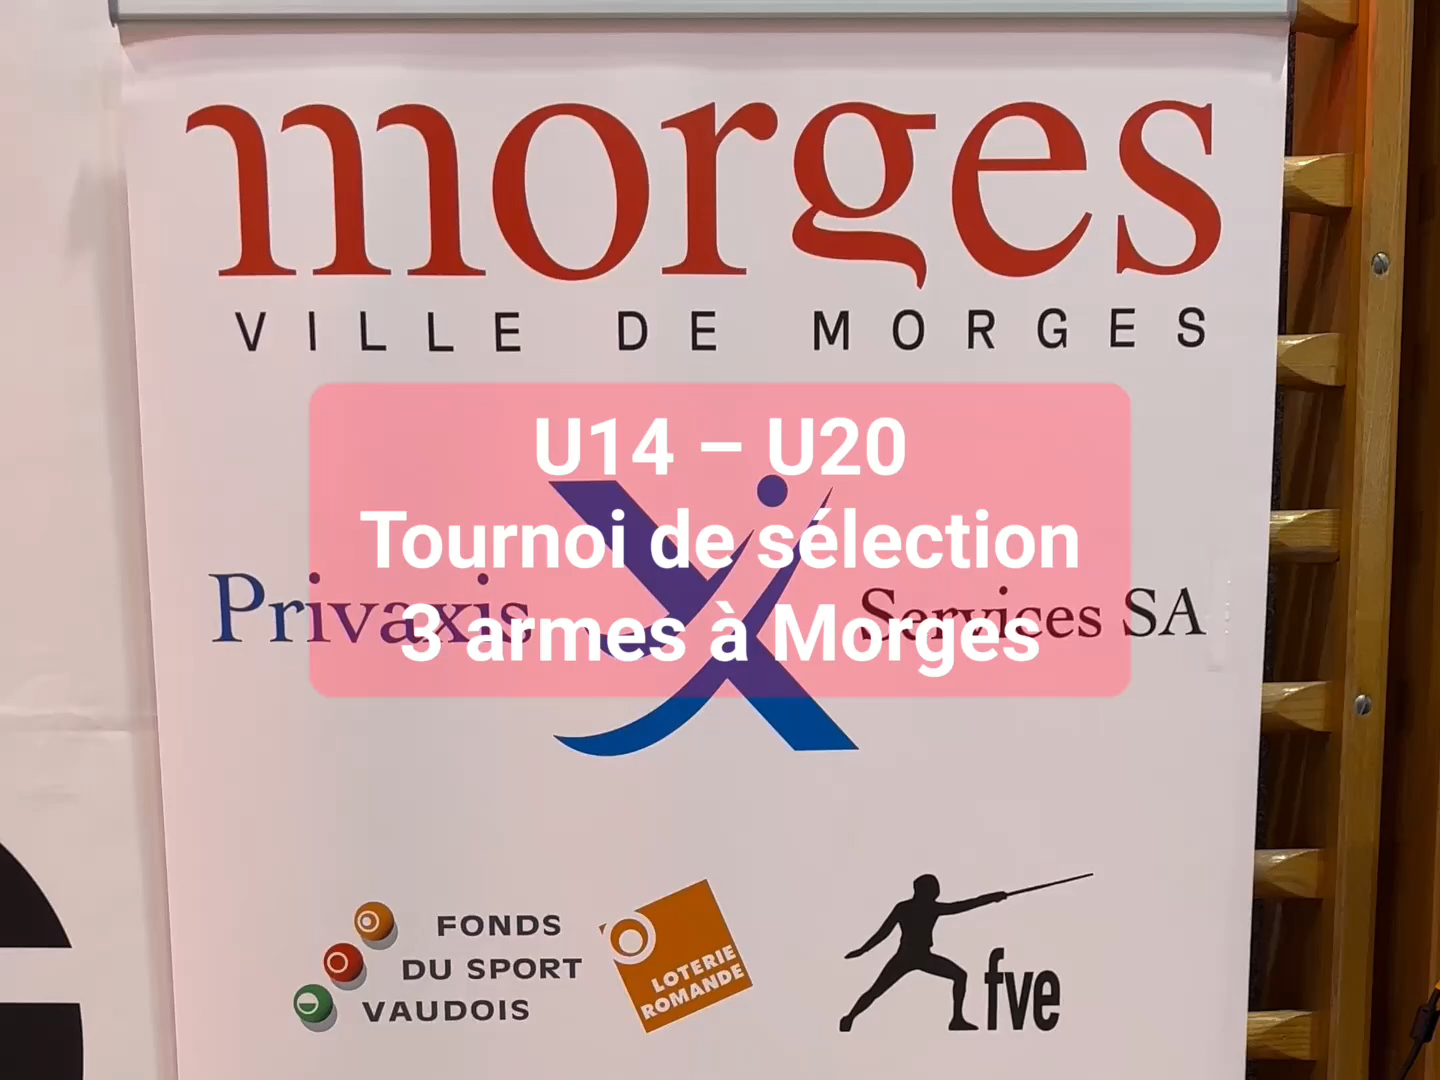 morges
VILLE DE MORGES
U14 – U20
Tournoi de sélection
Privaxis Services SA
3 armes à Morges
FONDS
DU SPORT
VAUDOIS
LOTERIE
ROMANDE
fve